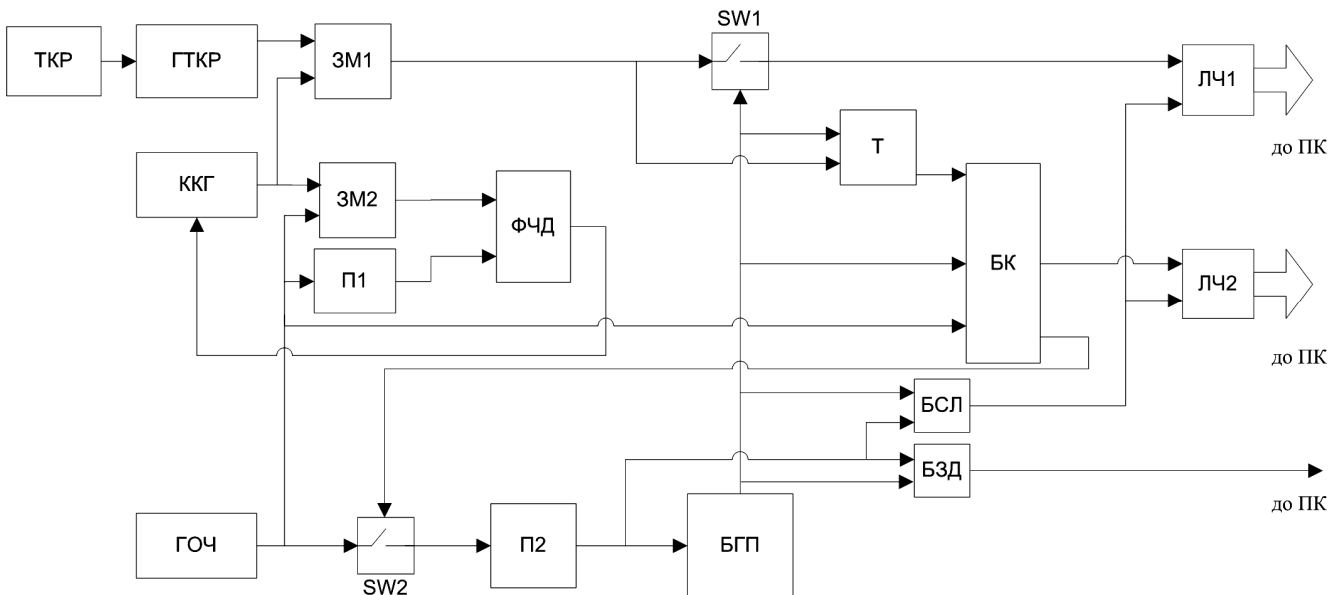 SW1
ТКР
ГТКР
ЗМ1
ЛЧ1
до ПК
Т
ККГ
ЗМ2
ФЧД
П1
БК
ЛЧ2
до ПК
БСЛ
БЗД
до ПК
ГОЧ
SW2
П2
БГП